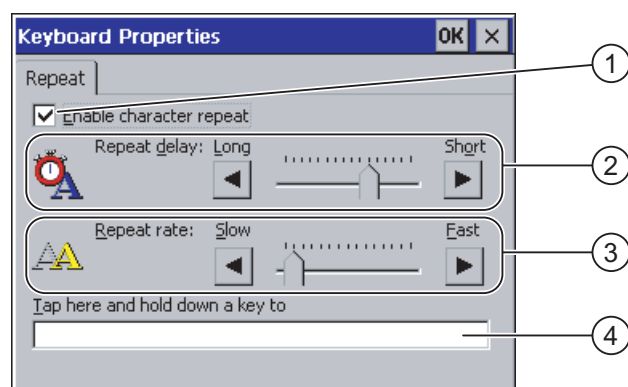 Keyboard Properties OK ×
Repeat
1
Enable character repeat
Repeat delay: Long Short
2
Repeat rate: Slow Fast
3
Tap here and hold down a key to
4